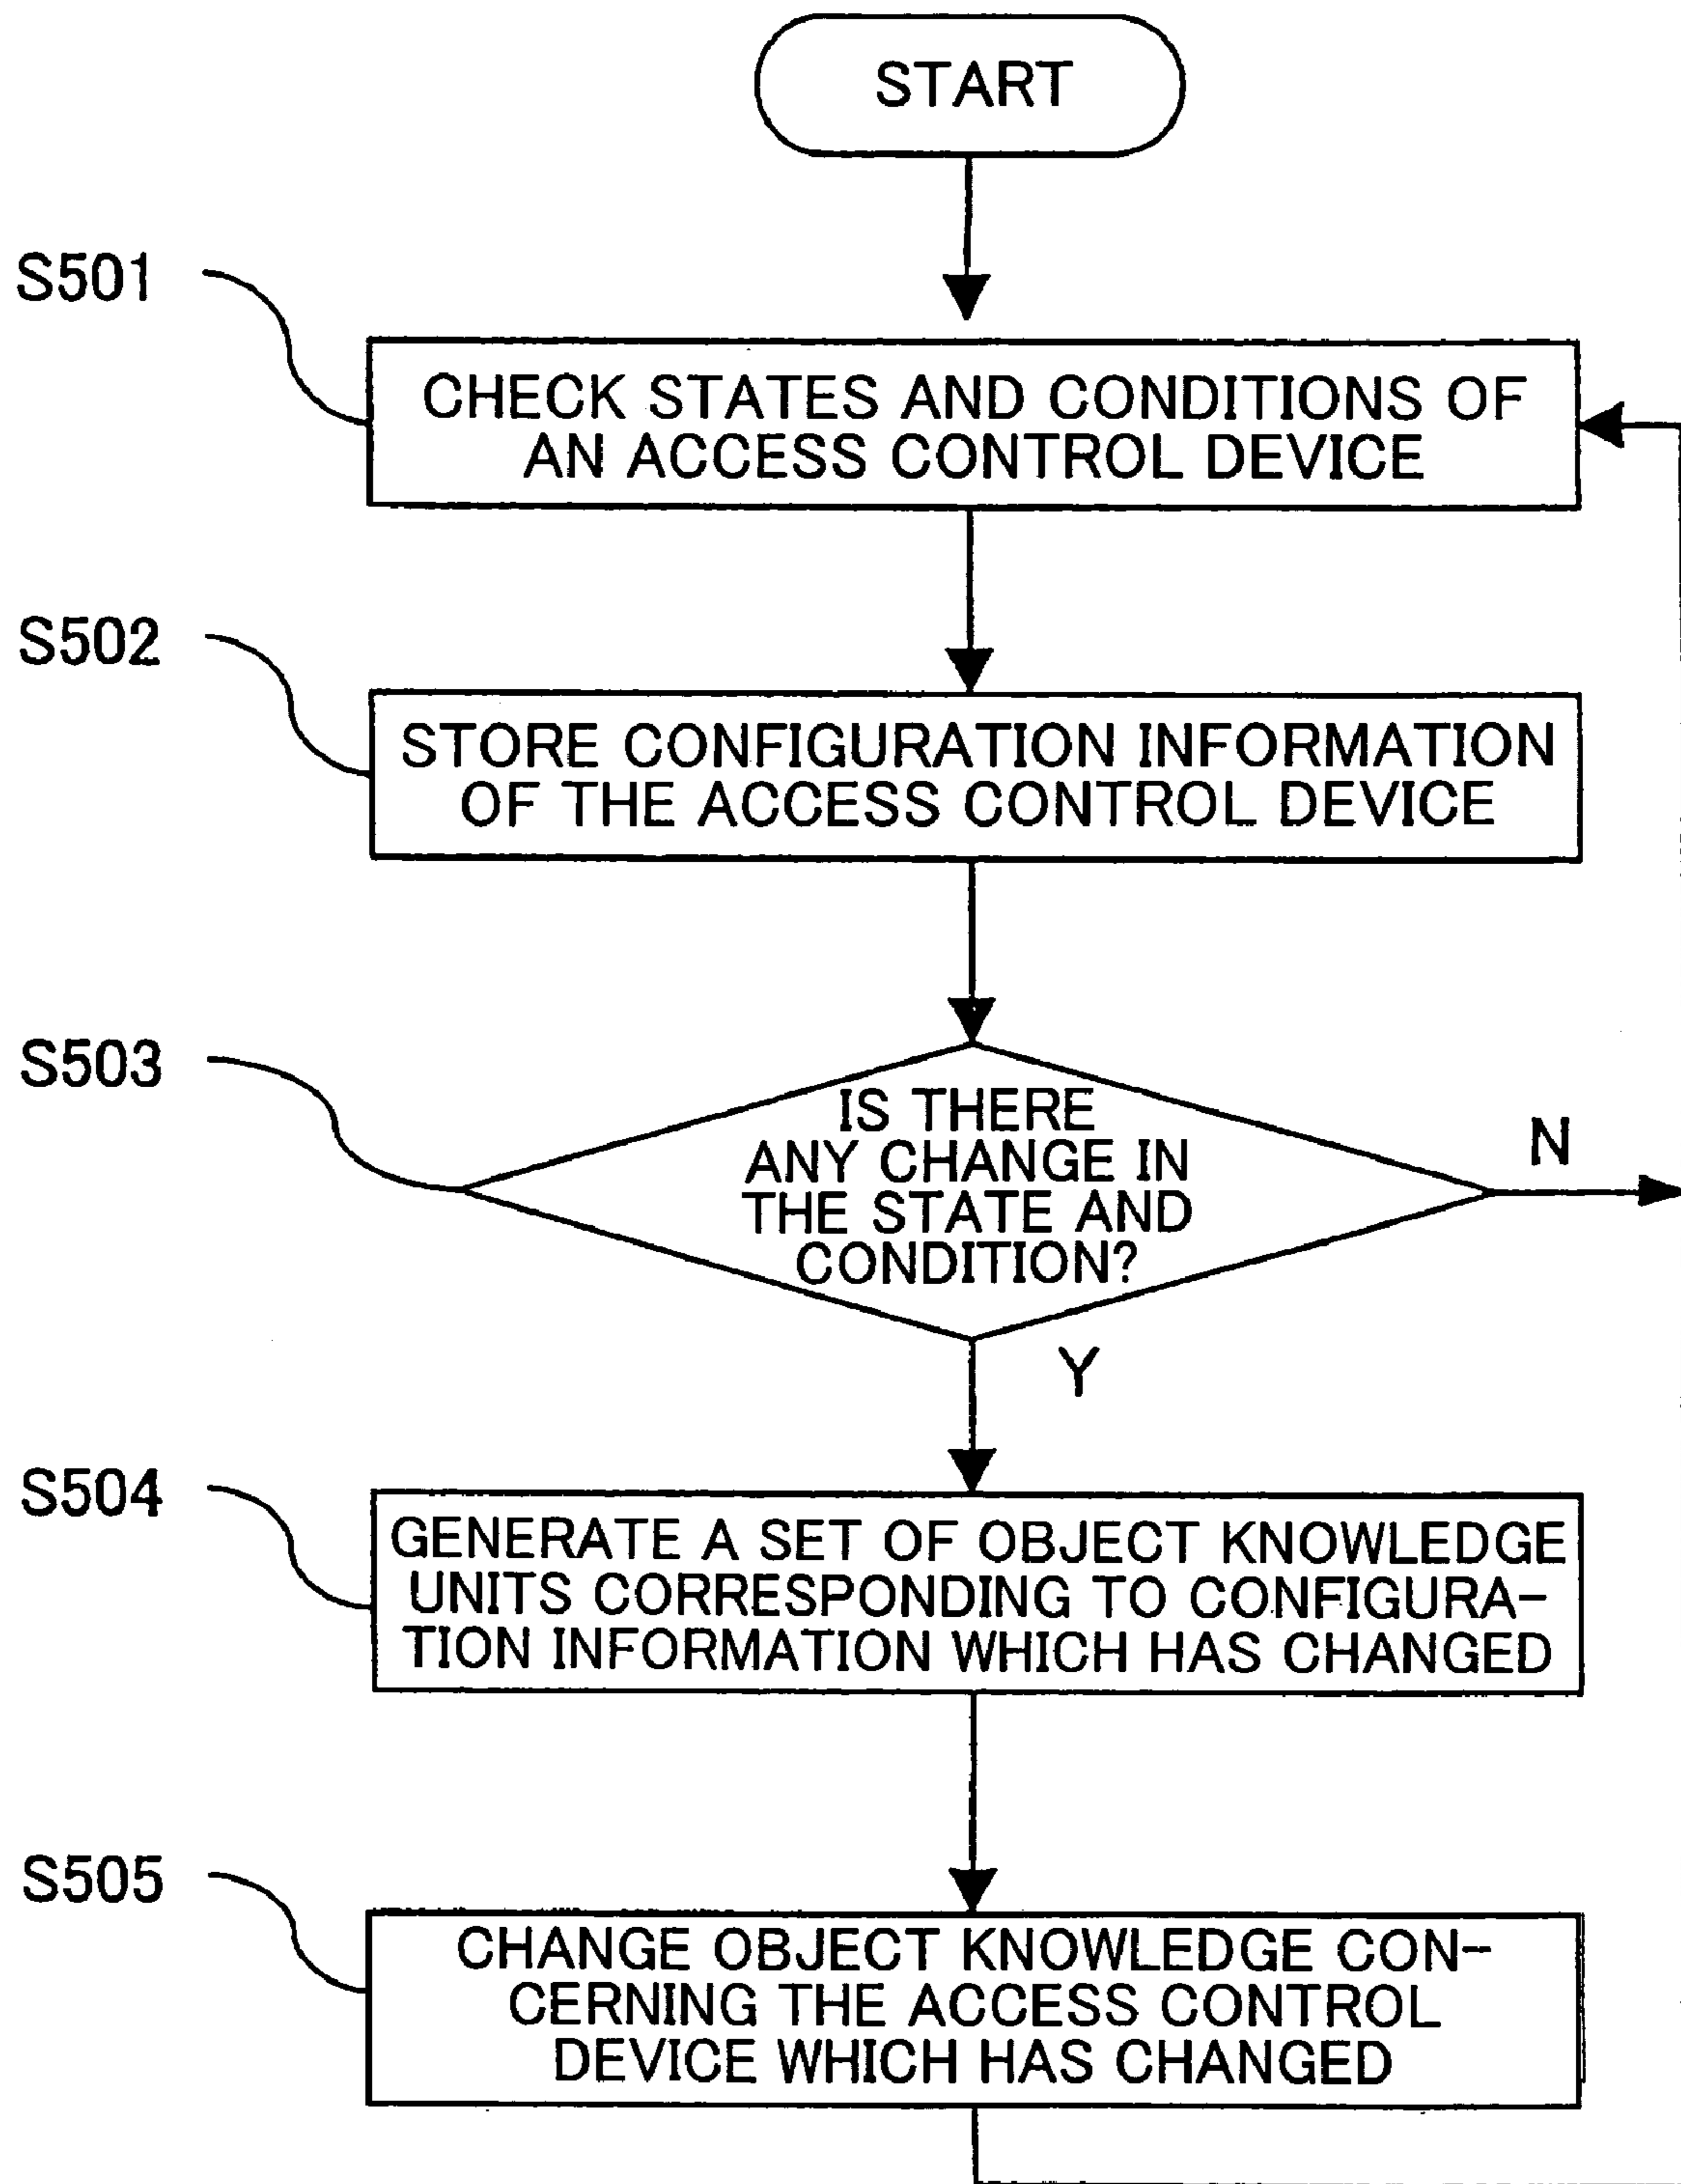 START
S501
CHECK STATES AND CONDITIONS OF
AN ACCESS CONTROL DEVICE
S502
STORE CONFIGURATION INFORMATION
OF THE ACCESS CONTROL DEVICE
S503
IS THERE
ANY CHANGE IN
THE STATE AND
CONDITION?
N
Y
S504
GENERATE A SET OF OBJECT KNOWLEDGE
UNITS CORRESPONDING TO CONFIGURA-
TION INFORMATION WHICH HAS CHANGED
S505
CHANGE OBJECT KNOWLEDGE CON-
CERNING THE ACCESS CONTROL
DEVICE WHICH HAS CHANGED